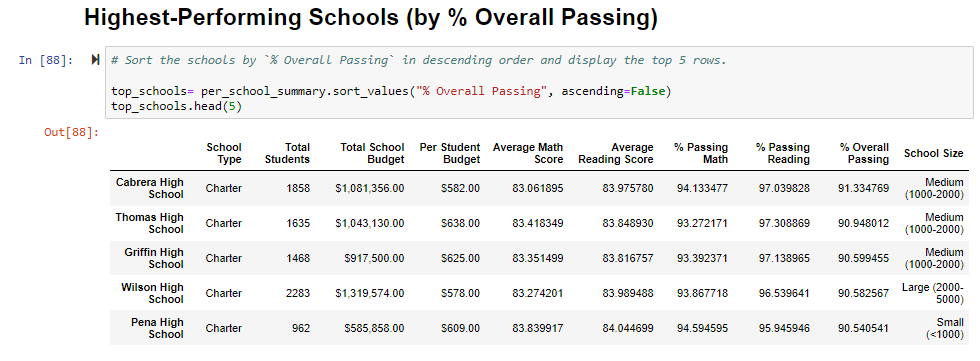 Highest-Performing Schools (by % Overall Passing)
In [88]: # Sort the schools by `% Overall Passing` in descending order and display the top 5 rows.
top_schools= per_school_summary.sort_values("% Overall Passing", ascending=False)
top_schools.head(5)
Out[88]:
School Type Total Students Total School Budget Per Student Budget Average Math Score Average Reading Score % Passing Math % Passing Reading % Overall Passing School Size
Cabrera High School Charter 1858 $1,081,356.00 $582.00 83.061895 83.975780 94.133477 97.039828 91.334769 Medium (1000-2000)
Thomas High School Charter 1635 $1,043,130.00 $638.00 83.418349 83.848930 93.272171 97.308869 90.948012 Medium (1000-2000)
Griffin High School Charter 1468 $917,500.00 $625.00 83.351499 83.816757 93.392371 97.138965 90.599455 Medium (1000-2000)
Wilson High School Charter 2283 $1,319,574.00 $578.00 83.274201 83.989488 93.867718 96.539641 90.582567 Large (2000-5000)
Pena High School Charter 962 $585,858.00 $609.00 83.839917 84.044699 94.594595 95.945946 90.540541 Small (<1000)